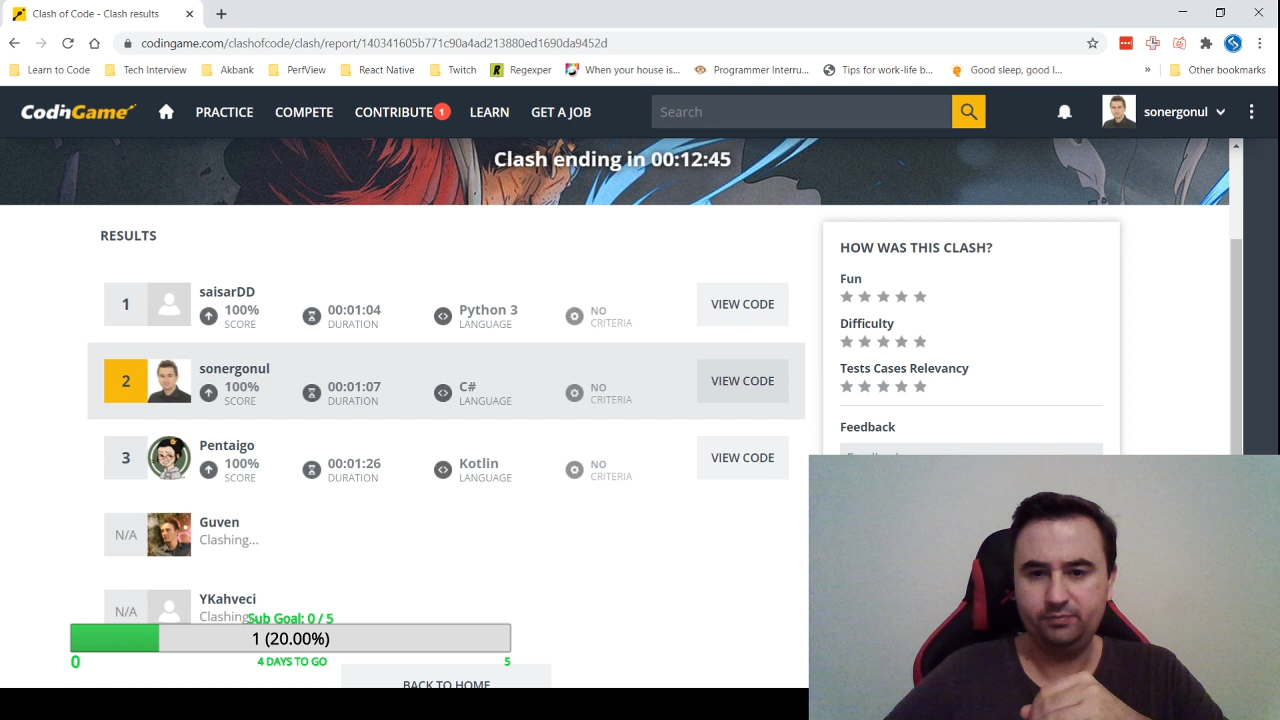 Clash of Code - Clash results
codingame.com/clashofcode/clash/report/140341605b771c90a4ad213880ed1690da9452d
Learn to Code Tech Interview Akbank PerfView React Native Twitch Regexper When your house is... Programmer Interru... Tips for work-life b... Good sleep, good l... » Other bookmarks
CodinGame PRACTICE COMPETE CONTRIBUTE 1 LEARN GET A JOB Search sonergonul
Clash ending in 00:12:45
RESULTS
1 saisarDD
100% 00:01:04 Python 3 NO
SCORE DURATION LANGUAGE CRITERIA
VIEW CODE
2 sonergonul
100% 00:01:07 C# NO
SCORE DURATION LANGUAGE CRITERIA
VIEW CODE
3 Pentaigo
100% 00:01:26 Kotlin NO
SCORE DURATION LANGUAGE CRITERIA
VIEW CODE
N/A Guven
Clashing...
N/A YKahveci
Clashing
Sub Goal: 0 / 5
1 (20.00%)
0 4 DAYS TO GO 5
BACK TO HOME
HOW WAS THIS CLASH?
Fun
Difficulty
Tests Cases Relevancy
Feedback